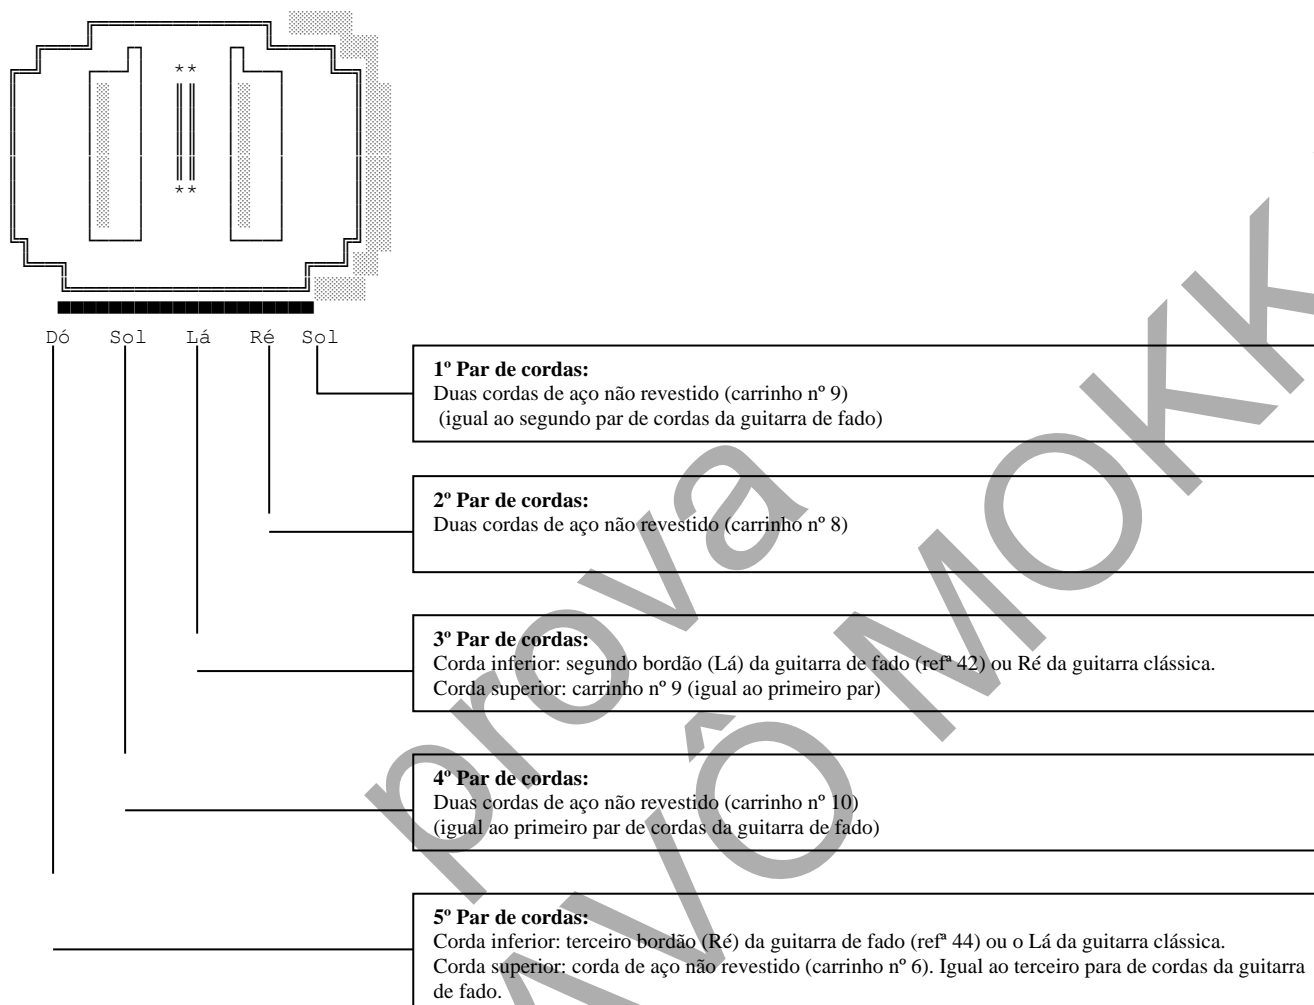 **
**
Dó Sol Lá Ré Sol
1º Par de cordas:
Duas cordas de aço não revestido (carrinho nº 9)
(igual ao segundo par de cordas da guitarra de fado)
2º Par de cordas:
Duas cordas de aço não revestido (carrinho nº 8)
3º Par de cordas:
Corda inferior: segundo bordão (Lá) da guitarra de fado (refª 42) ou Ré da guitarra clássica.
Corda superior: carrinho nº 9 (igual ao primeiro par)
4º Par de cordas:
Duas cordas de aço não revestido (carrinho nº 10)
(igual ao primeiro par de cordas da guitarra de fado)
5º Par de cordas:
Corda inferior: terceiro bordão (Ré) da guitarra de fado (refª 44) ou o Lá da guitarra clássica.
Corda superior: corda de aço não revestido (carrinho nº 6). Igual ao terceiro para de cordas da guitarra
de fado.
prova